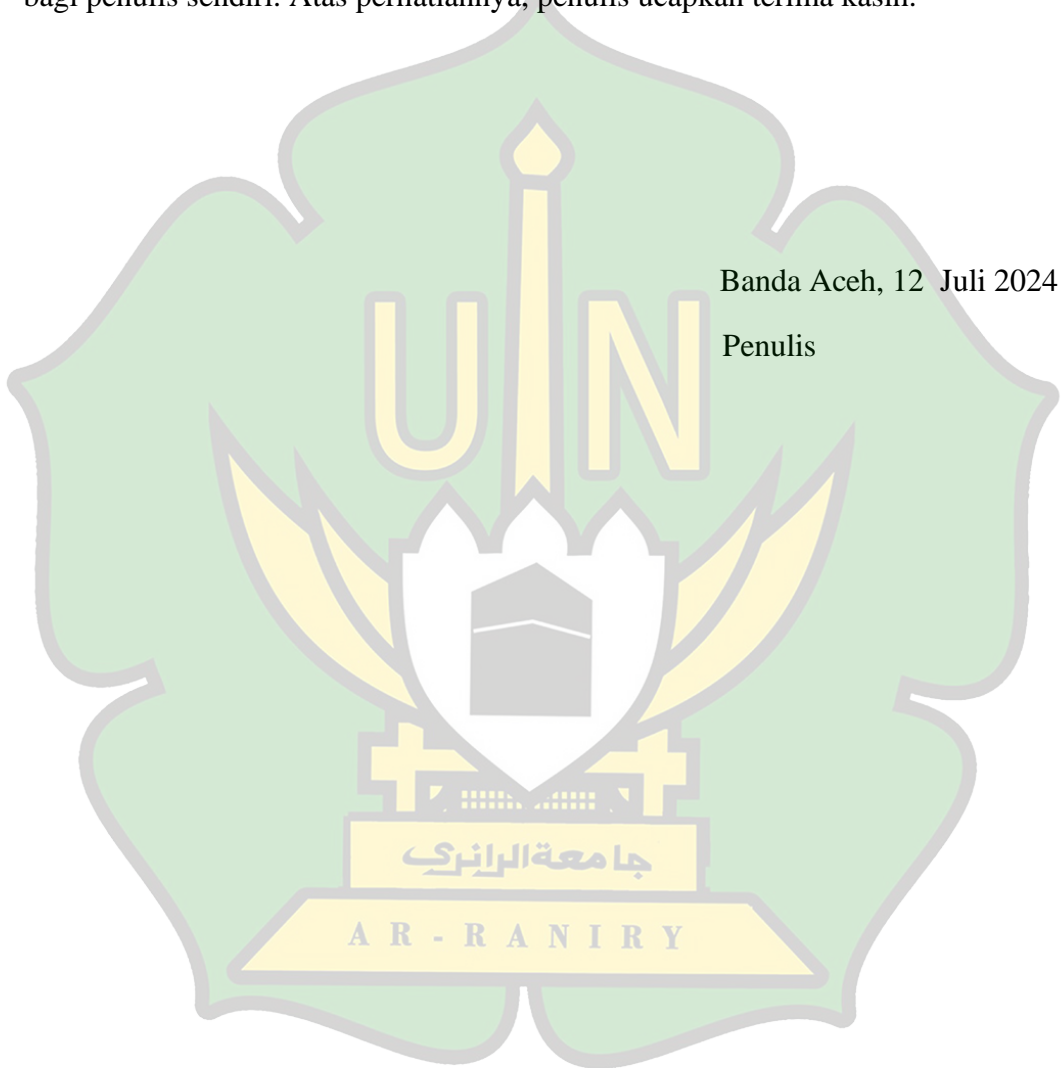 bagi penulis sendiri. Atas perhatiannya, penulis ucapkan terima kasih.
Banda Aceh, 12 Juli 2024
Penulis
UIN
جامعة الرانري
AR-RANIRY